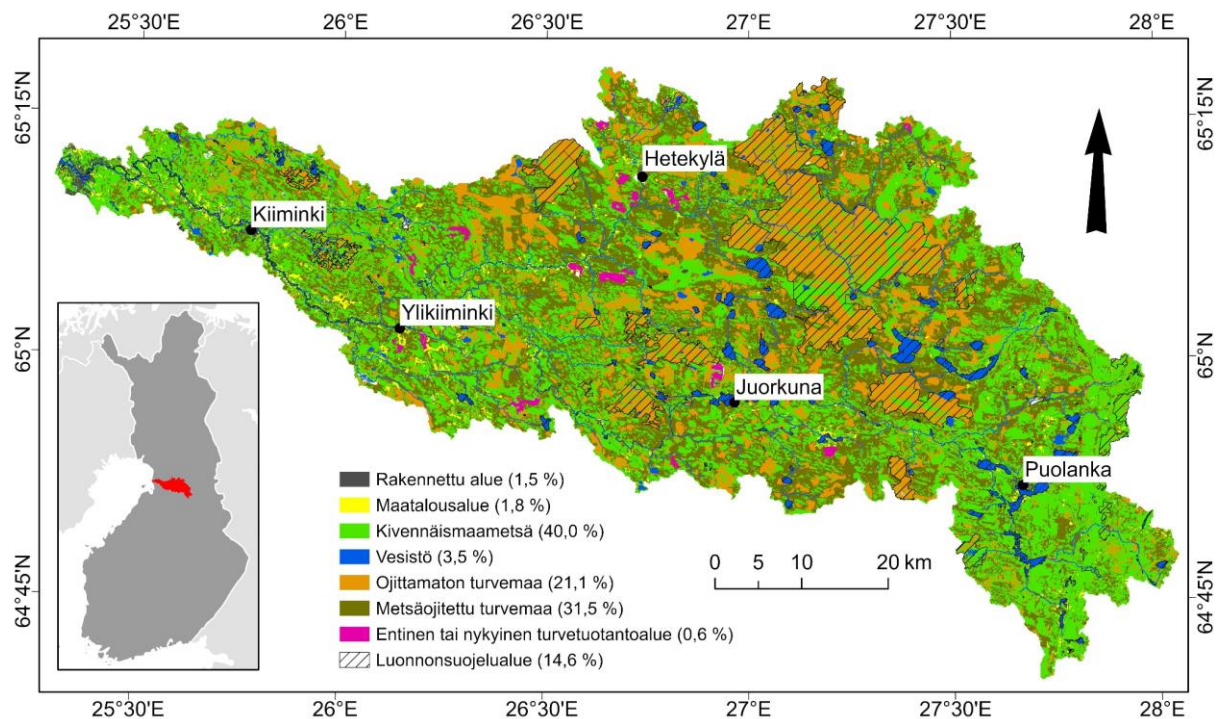 25°30'E 26°E 26°30'E 27°E 27°30'E 28°E
65°15'N 65°15'N
Hetekylä
Kiiminki
Ylikiiminki
65°N 65°N
Juorkuna
Puolanka
Rakennettu alue (1,5 %)
Maatalousalue (1,8 %)
Kivennäismaametsä (40,0 %)
Vesistö (3,5 %)
Ojittamaton turvemaa (21,1 %)
Metsäojitettu turvemaa (31,5 %)
Entinen tai nykyinen turvetuotantoalue (0,6 %)
Luonnonsuojelualue (14,6 %)
0 5 10 20 km
64°45'N 64°45'N
25°30'E 26°E 26°30'E 27°E 27°30'E 28°E